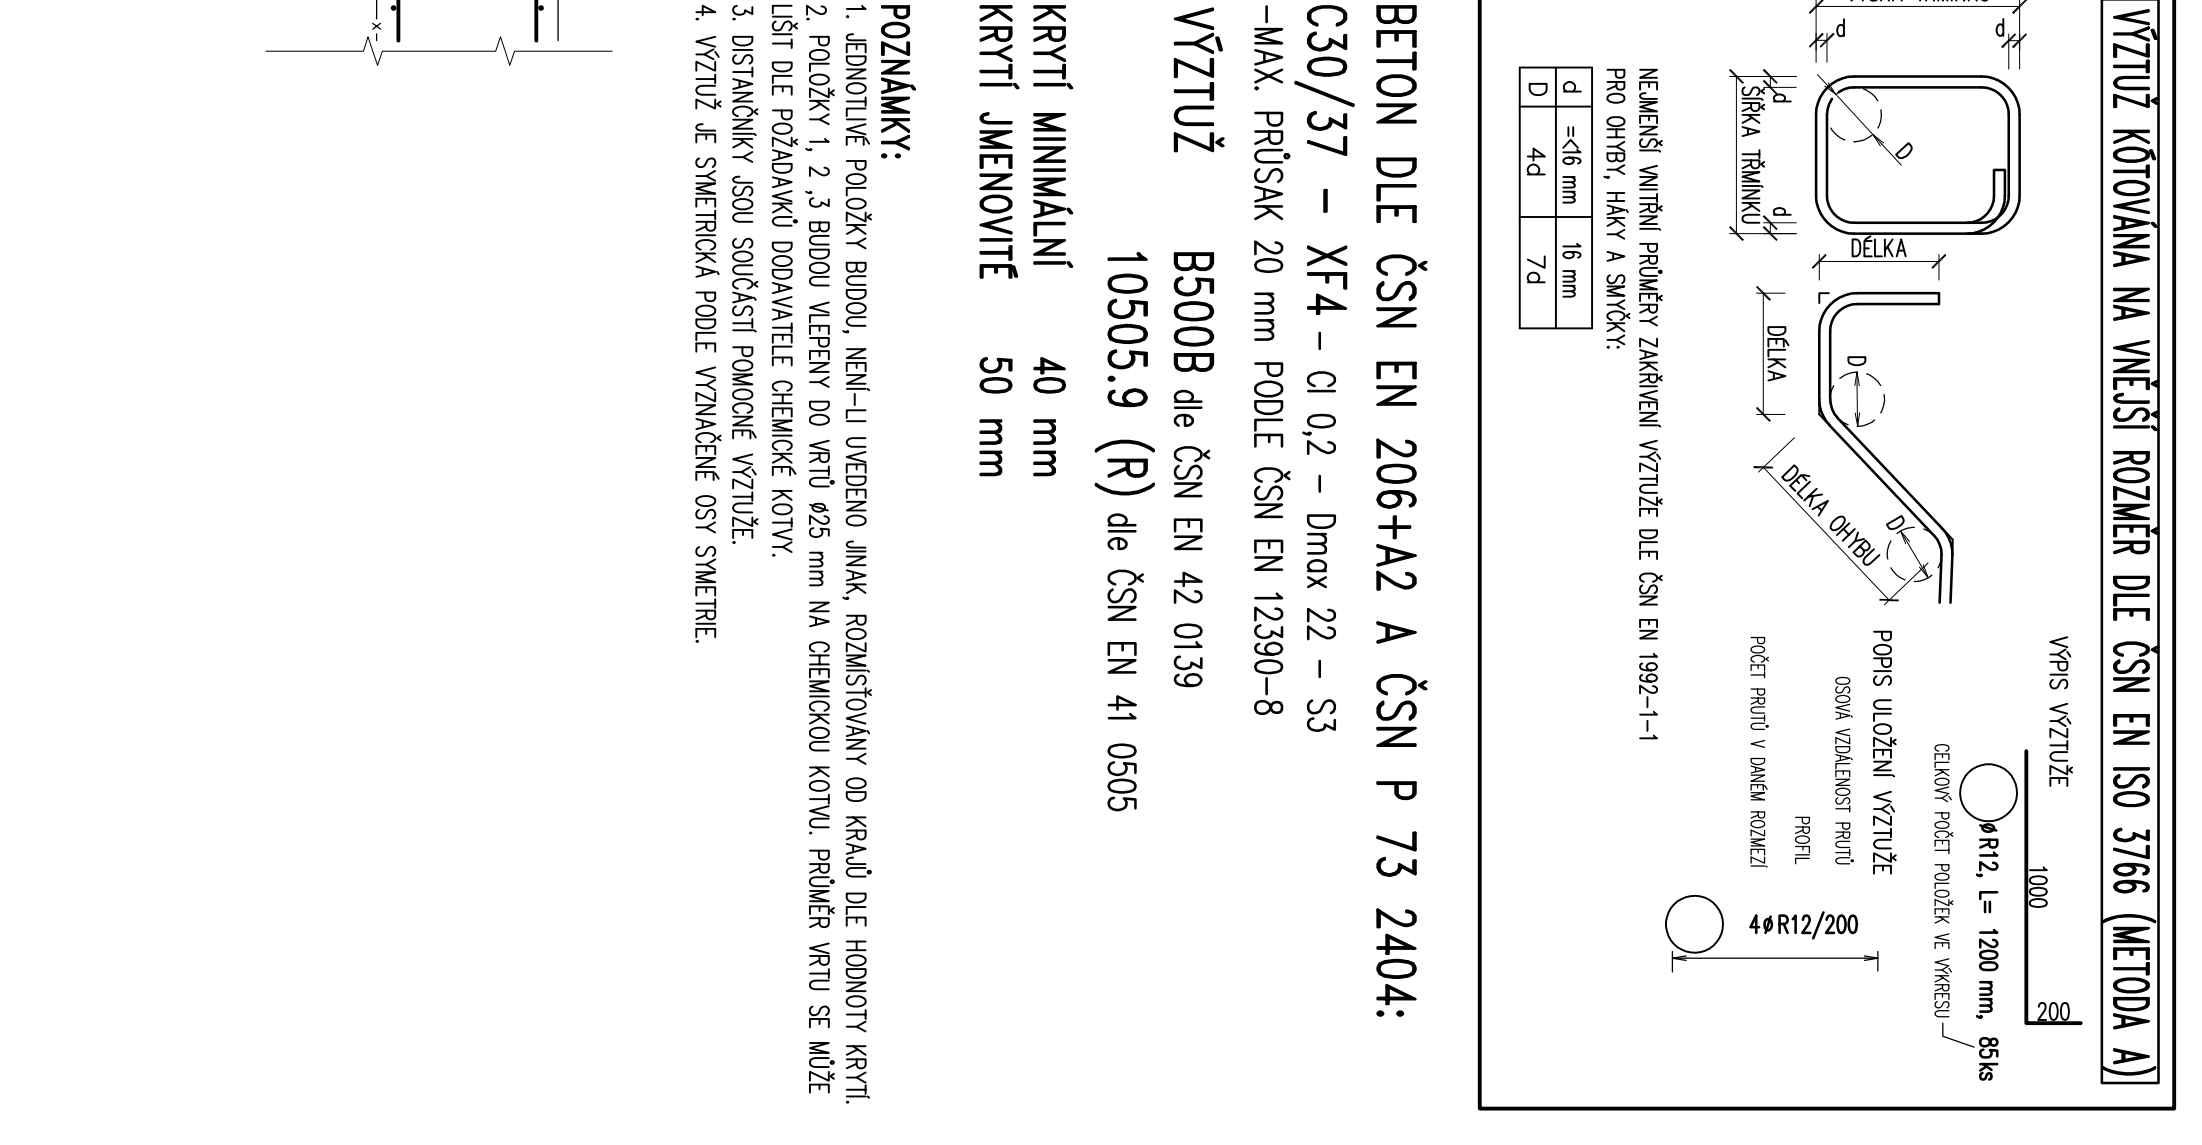 VÝZTUŽ KÓTOVÁNA NA VNĚJŠÍ ROZMĚR DLE ČSN EN ISO 3766 (METODA A)
d
d
d
d
D
ŠÍŘKA TŘMÍNKU
DÉLKA
DÉLKA
D
D
DÉLKA OHYBU
VÝPIS VÝZTUŽE
1000
200
øR12, L= 1200 mm, 85ks
CELKOVÝ POČET POLOŽEK VE VÝKRESU
POPIS ULOŽENÍ VÝZTUŽE
OSOVÁ VZDÁLENOST PRUTŮ
PROFIL
POČET PRUTŮ V DANÉM ROZMEZÍ
4øR12/200
NEJMENŠÍ VNITŘNÍ PRŮMĚRY ZAKŘIVENÍ VÝZTUŽE DLE ČSN EN 1992-1-1
PRO OHYBY, HÁKY A SMYČKY:
d =<16 mm 16 mm
D 4d 7d
BETON DLE ČSN EN 206+A2 A ČSN P 73 2404:
C30/37 - XF4 - Cl 0,2 - Dmax 22 - S3
-MAX. PRŮSAK 20 mm PODLE ČSN EN 12390-8
VÝZTUŽ B500B dle ČSN EN 42 0139
10505.9 (R) dle ČSN EN 41 0505
KRYTÍ MINIMÁLNÍ 40 mm
KRYTÍ JMENOVITÉ 50 mm
POZNÁMKY:
1. JEDNOTLIVÉ POLOŽKY BUDOU, NENÍ-LI UVEDENO JINAK, ROZMÍSŤOVÁNY OD KRAJŮ DLE HODNOTY KRYTÍ.
2. POLOŽKY 1, 2 ,3 BUDOU VLEPENY DO VRTŮ ø25 mm NA CHEMICKOU KOTVU. PRŮMĚR VRTU SE MŮŽE
LIŠIT DLE POŽADAVKŮ DODAVATELE CHEMICKÉ KOTVY.
3. DISTANČNÍKY JSOU SOUČÁSTÍ POMOCNÉ VÝZTUŽE.
4. VÝZTUŽ JE SYMETRICKÁ PODLE VYZNAČENÉ OSY SYMETRIE.
-x-